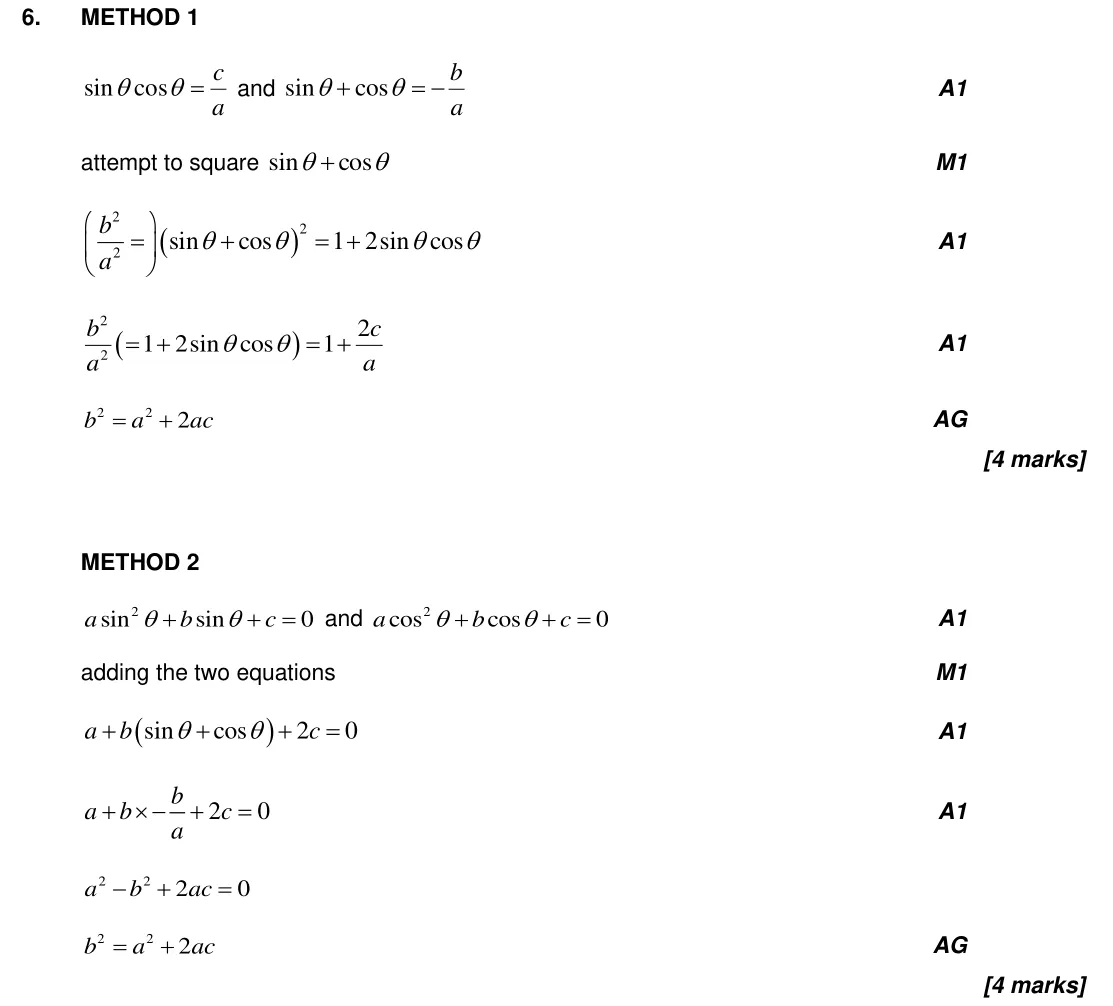 6. METHOD 1
sin θ cos θ = c/a and sin θ + cos θ = −b/a A1
attempt to square sin θ + cos θ M1
(b²/a² =)(sin θ + cos θ)² = 1 + 2 sin θ cos θ A1
b²/a² (= 1 + 2 sin θ cos θ) = 1 + 2c/a A1
b² = a² + 2ac AG
[4 marks]
METHOD 2
a sin² θ + b sin θ + c = 0 and a cos² θ + b cos θ + c = 0 A1
adding the two equations M1
a + b(sin θ + cos θ) + 2c = 0 A1
a + b × −b/a + 2c = 0 A1
a² − b² + 2ac = 0
b² = a² + 2ac AG
[4 marks]